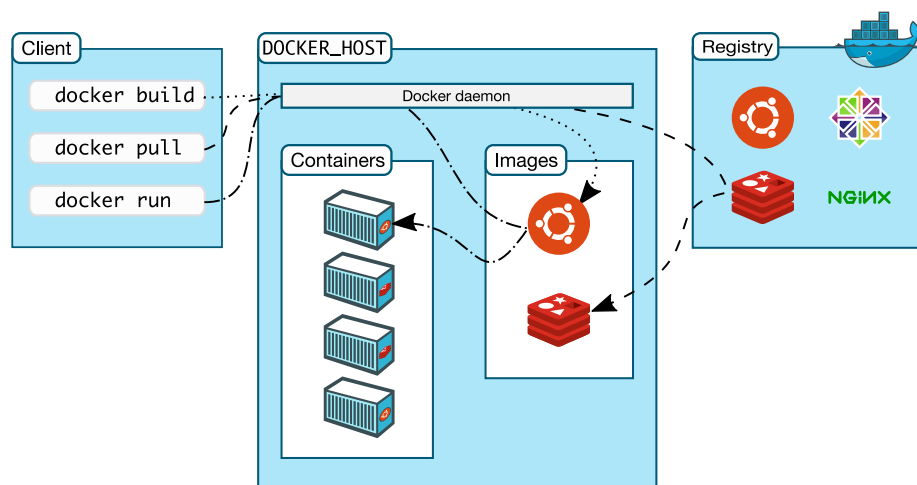 Client
docker build
docker pull
docker run
DOCKER_HOST
Docker daemon
Containers
Images
Registry
NGiNX